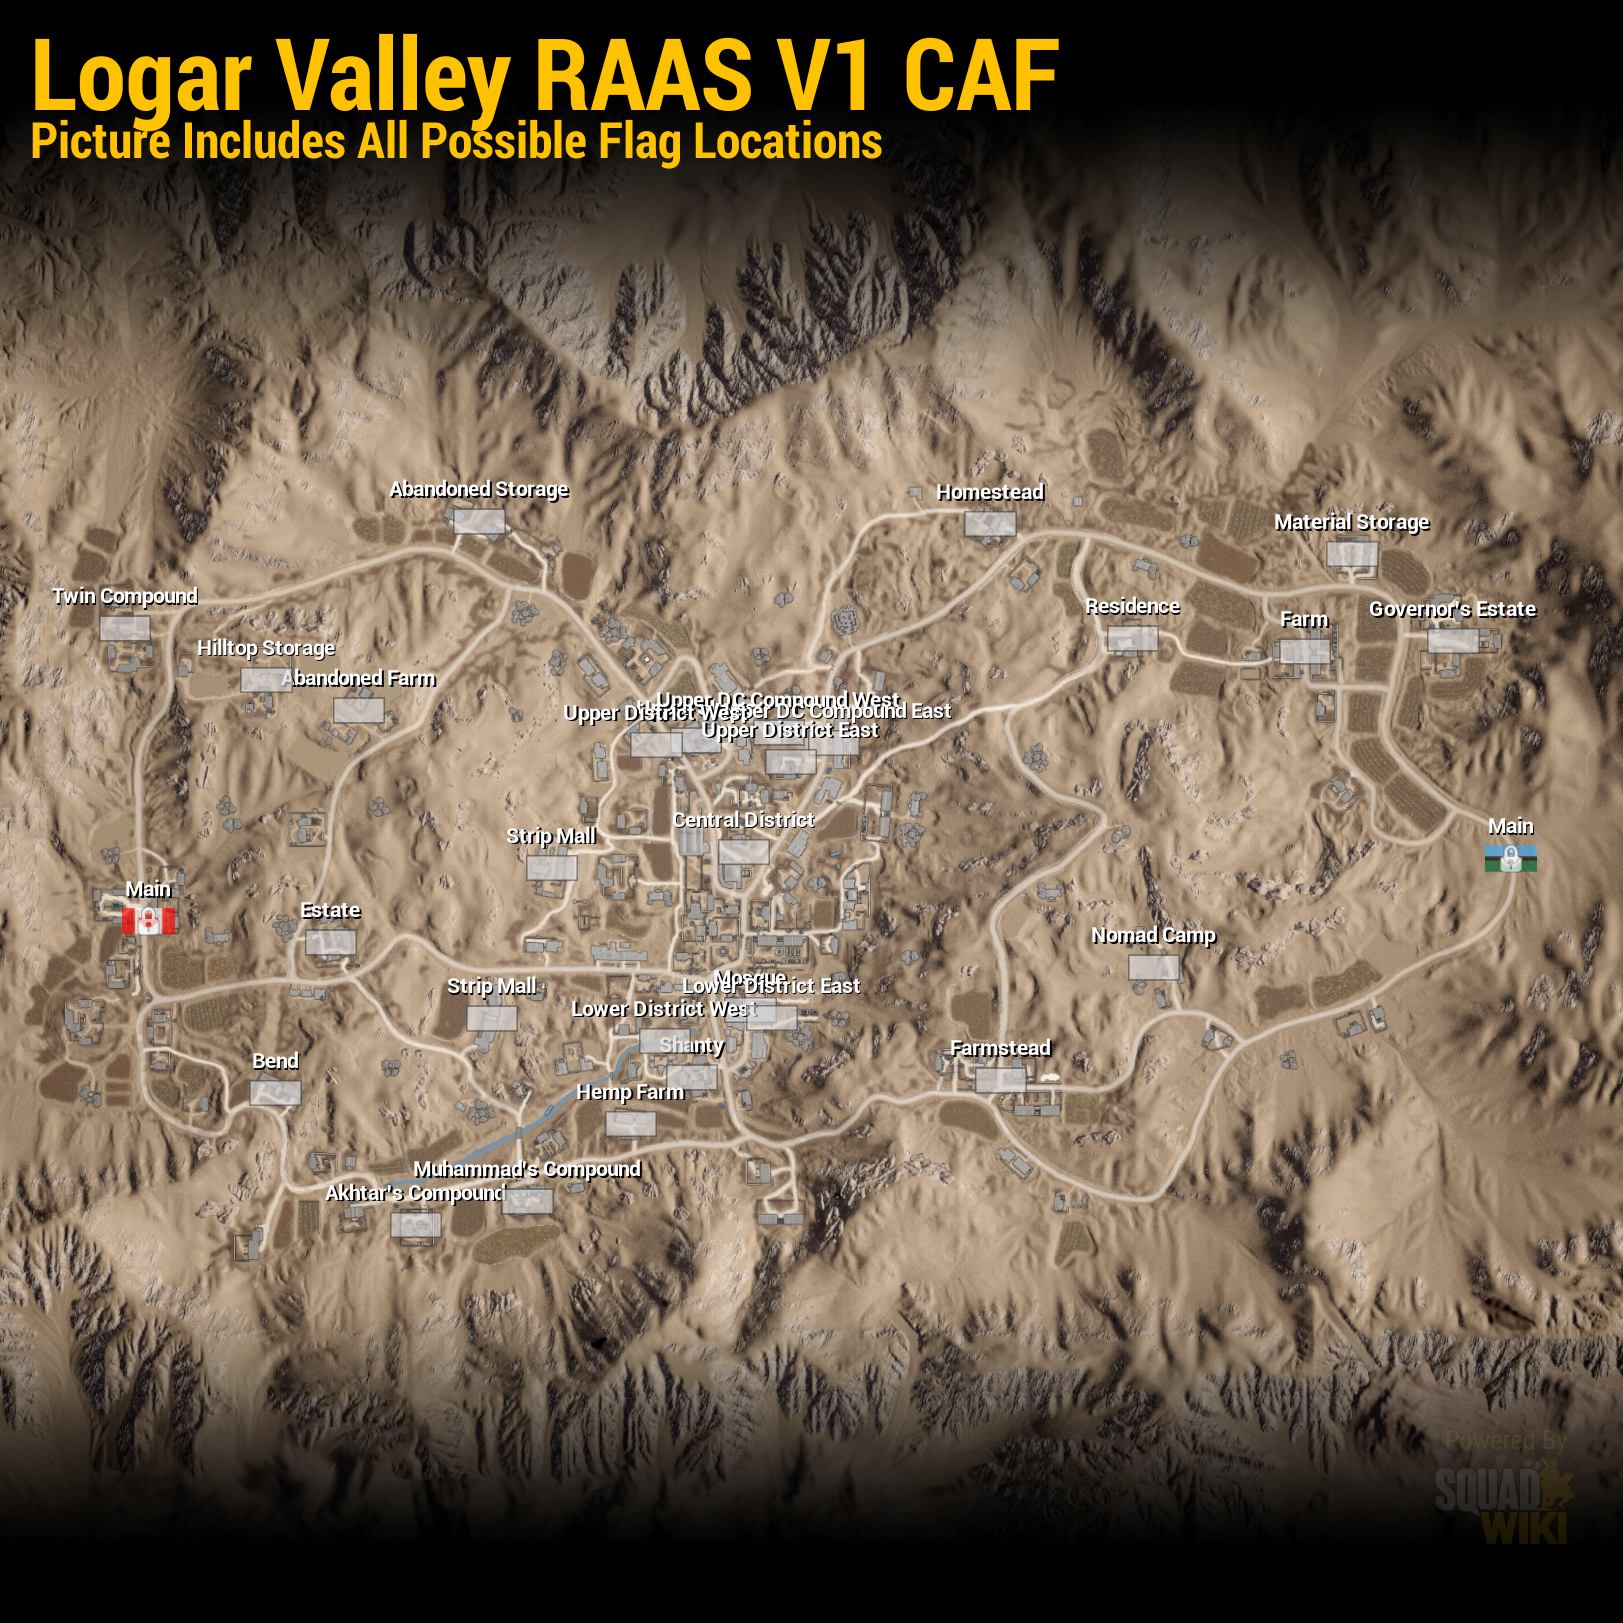 Logar Valley RAAS V1 CAF
Picture Includes All Possible Flag Locations
Abandoned Storage
Homestead
Material Storage
Twin Compound
Residence
Governor's Estate
Farm
Hilltop Storage
Abandoned Farm
Upper DC Compound West
Upper District West
Upper DC Compound East
Upper District East
Central District
Main
Strip Mall
Main
Estate
Nomad Camp
Mosque
Strip Mall
Lower District East
Lower District West
Shanty
Farmstead
Bend
Hemp Farm
Muhammad's Compound
Akhtar's Compound
Powered By
SQUAD
WIKI